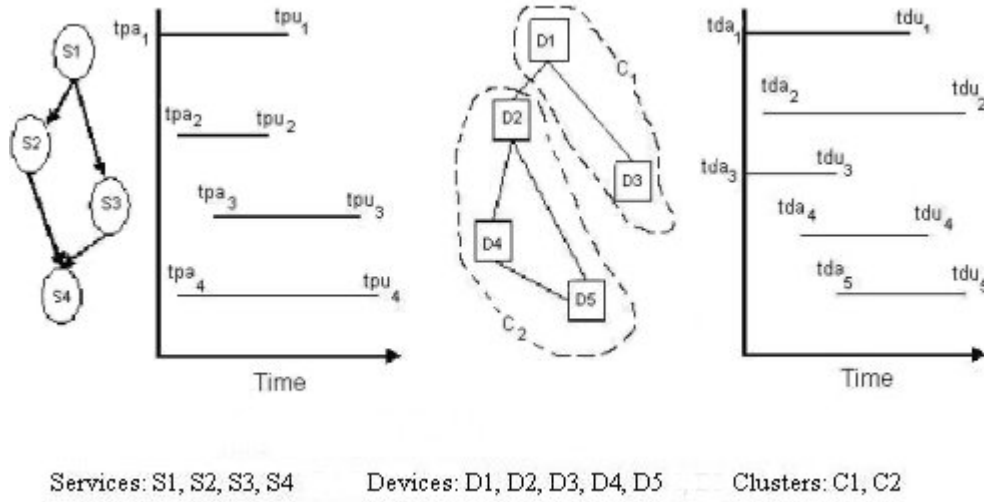 S1
S2
S3
S4
tpa1 tpu1
tpa2 tpu2
tpa3 tpu3
tpa4 tpu4
Time
D1
D2
D3
D4
D5
C1
C2
tda1 tdu1
tda2 tdu2
tda3 tdu3
tda4 tdu4
tda5 tdu5
Time
Services: S1, S2, S3, S4 Devices: D1, D2, D3, D4, D5 Clusters: C1, C2